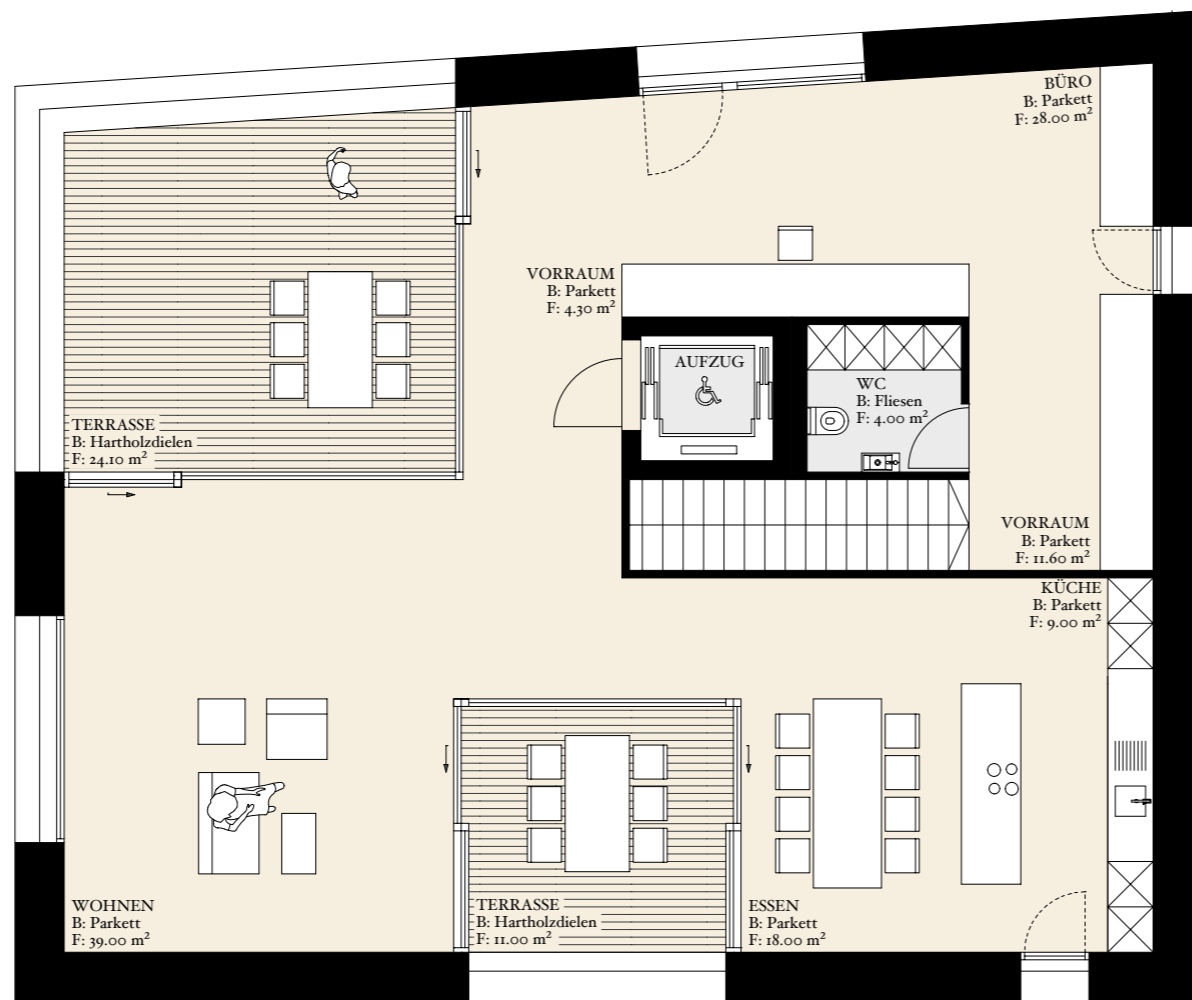 BÜRO
B: Parkett
F: 28.00 m²
VORRAUM
B: Parkett
F: 4.30 m²
AUFZUG
WC
B: Fliesen
F: 4.00 m²
TERRASSE
B: Hartholzdielen
F: 24.10 m²
VORRAUM
B: Parkett
F: 11.60 m²
KÜCHE
B: Parkett
F: 9.00 m²
WOHNEN
B: Parkett
F: 39.00 m²
TERRASSE
B: Hartholzdielen
F: 11.00 m²
ESSEN
B: Parkett
F: 18.00 m²